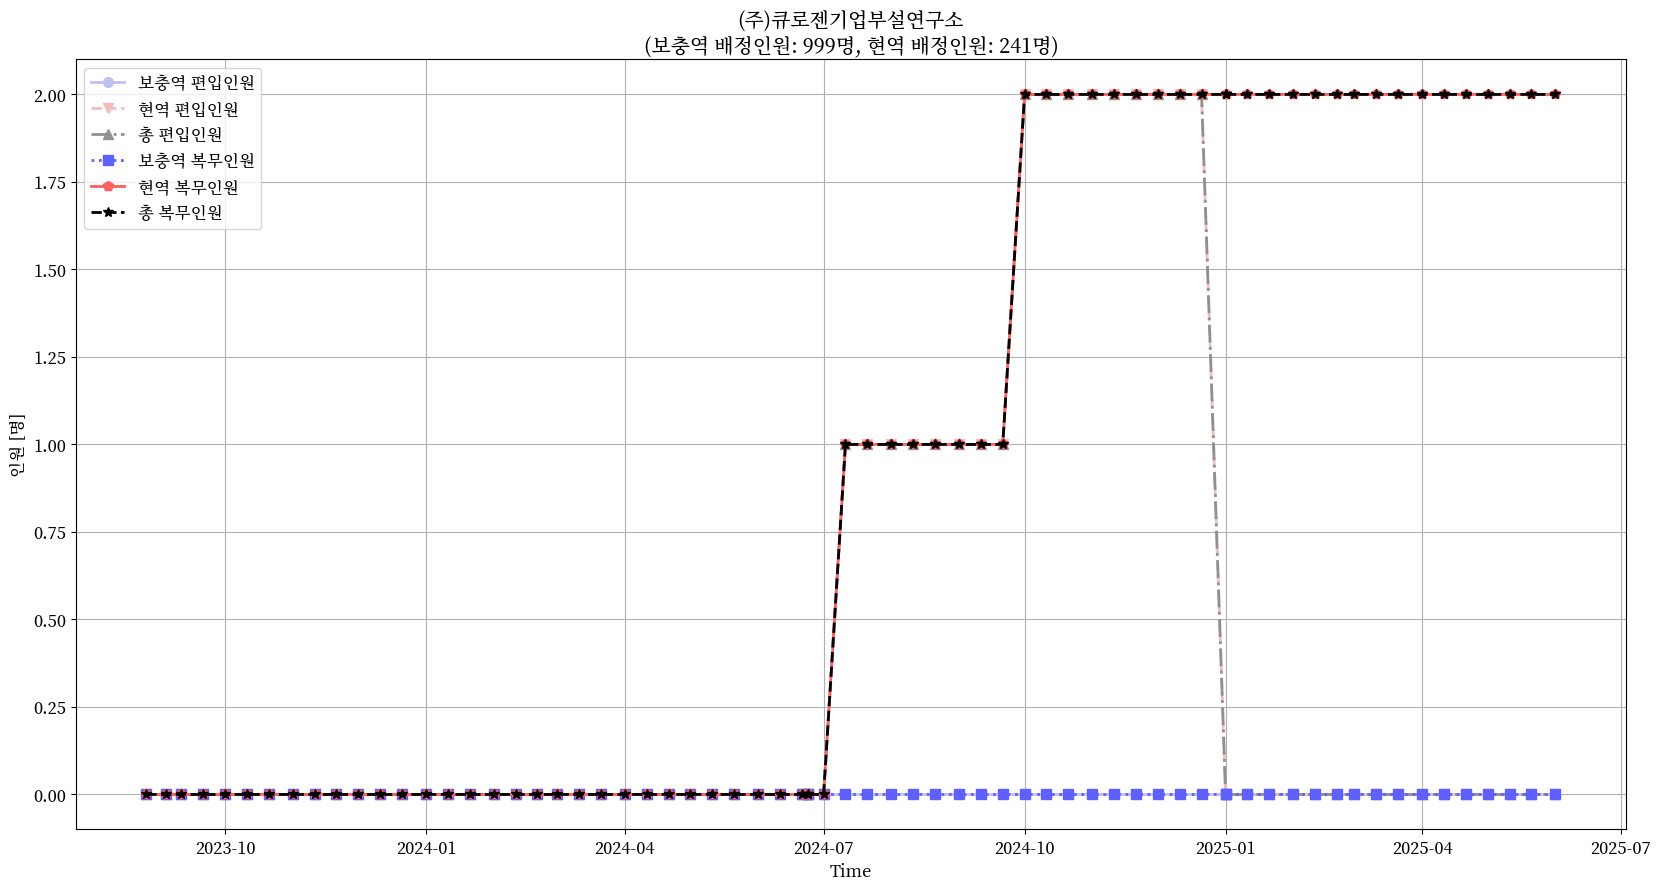 (주)큐로젠기업부설연구소
(보충역 배정인원: 999명, 현역 배정인원: 241명)
보충역 편입인원
현역 편입인원
총 편입인원
보충역 복무인원
현역 복무인원
총 복무인원
2.00
1.75
1.50
1.25
1.00
0.75
0.50
0.25
0.00
인원 [명]
2023-10
2024-01
2024-04
2024-07
2024-10
2025-01
2025-04
2025-07
Time